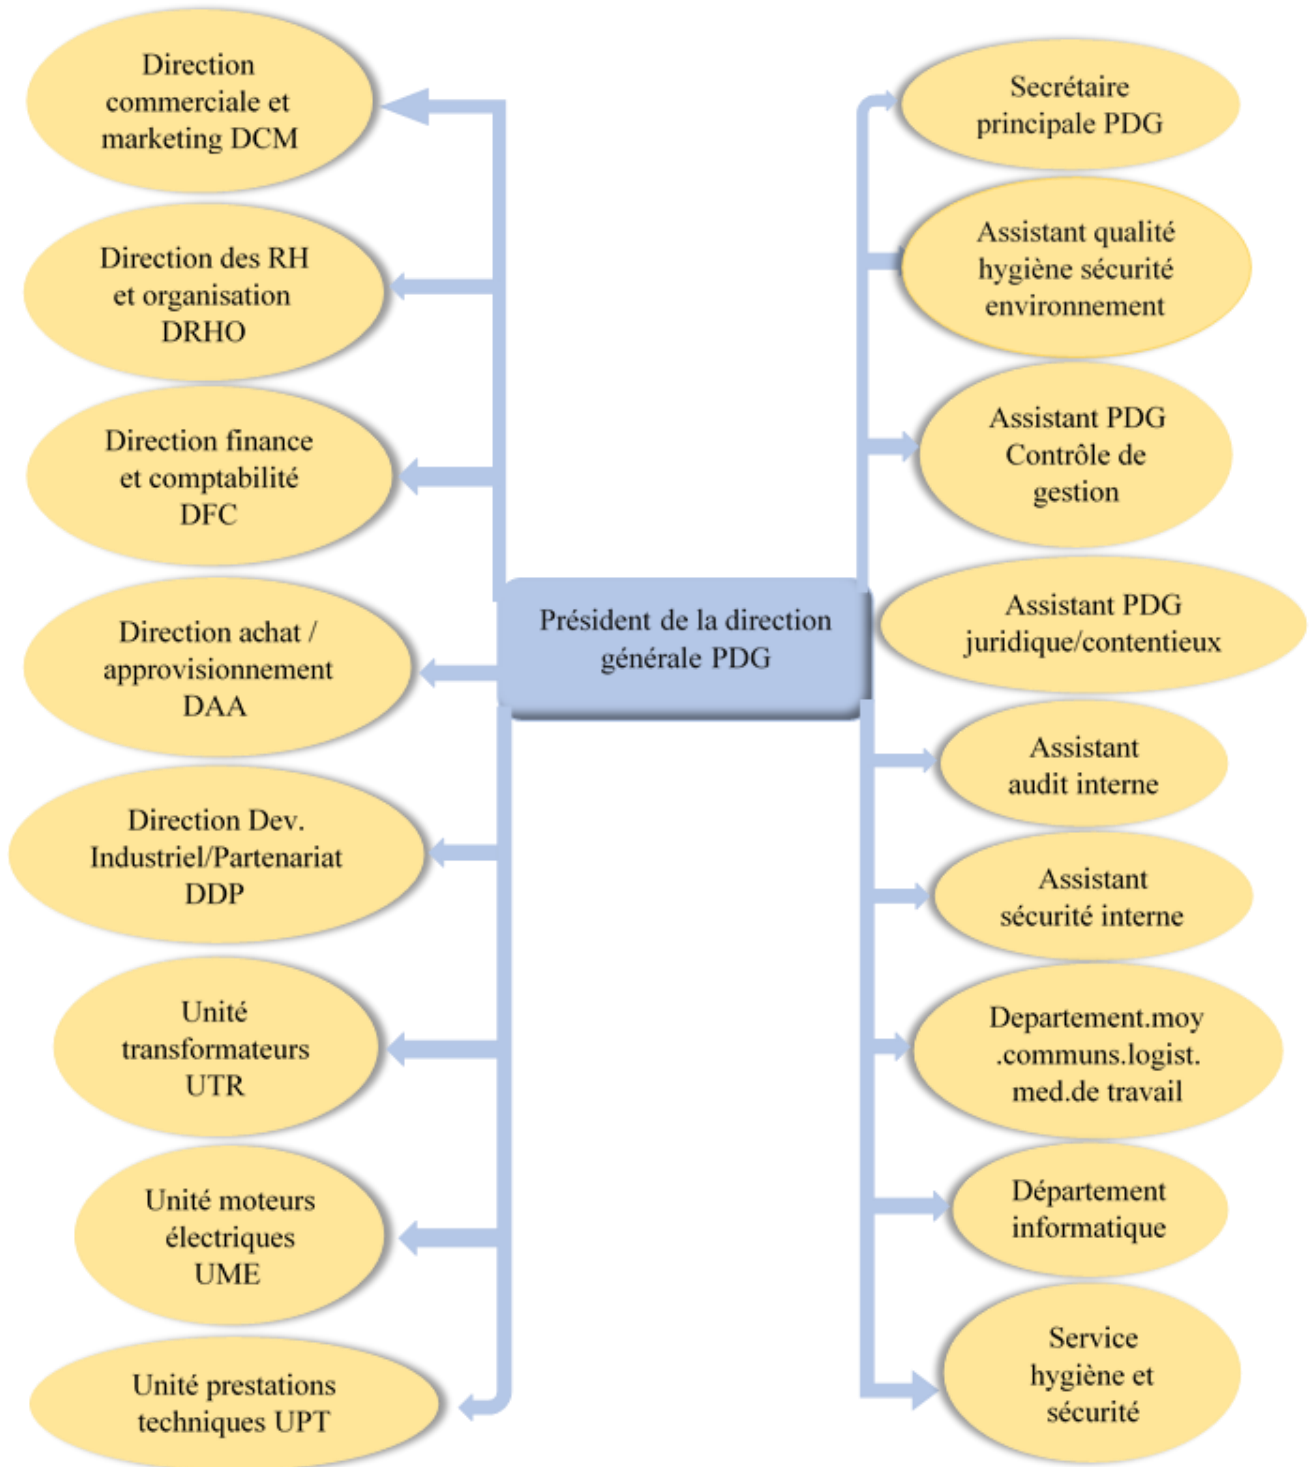 Direction
commerciale et
marketing DCM
Direction des RH
et organisation
DRHO
Direction finance
et comptabilité
DFC
Direction achat /
approvisionnement
DAA
Direction Dev.
Industriel/Partenariat
DDP
Unité
transformateurs
UTR
Unité moteurs
électriques
UME
Unité prestations
techniques UPT
Président de la direction
générale PDG
Secrétaire
principale PDG
Assistant qualité
hygiène sécurité
environnement
Assistant PDG
Contrôle de
gestion
Assistant PDG
juridique/contentieux
Assistant
audit interne
Assistant
sécurité interne
Departement.moy
.communs.logist.
med.de travail
Département
informatique
Service
hygiène et
sécurité